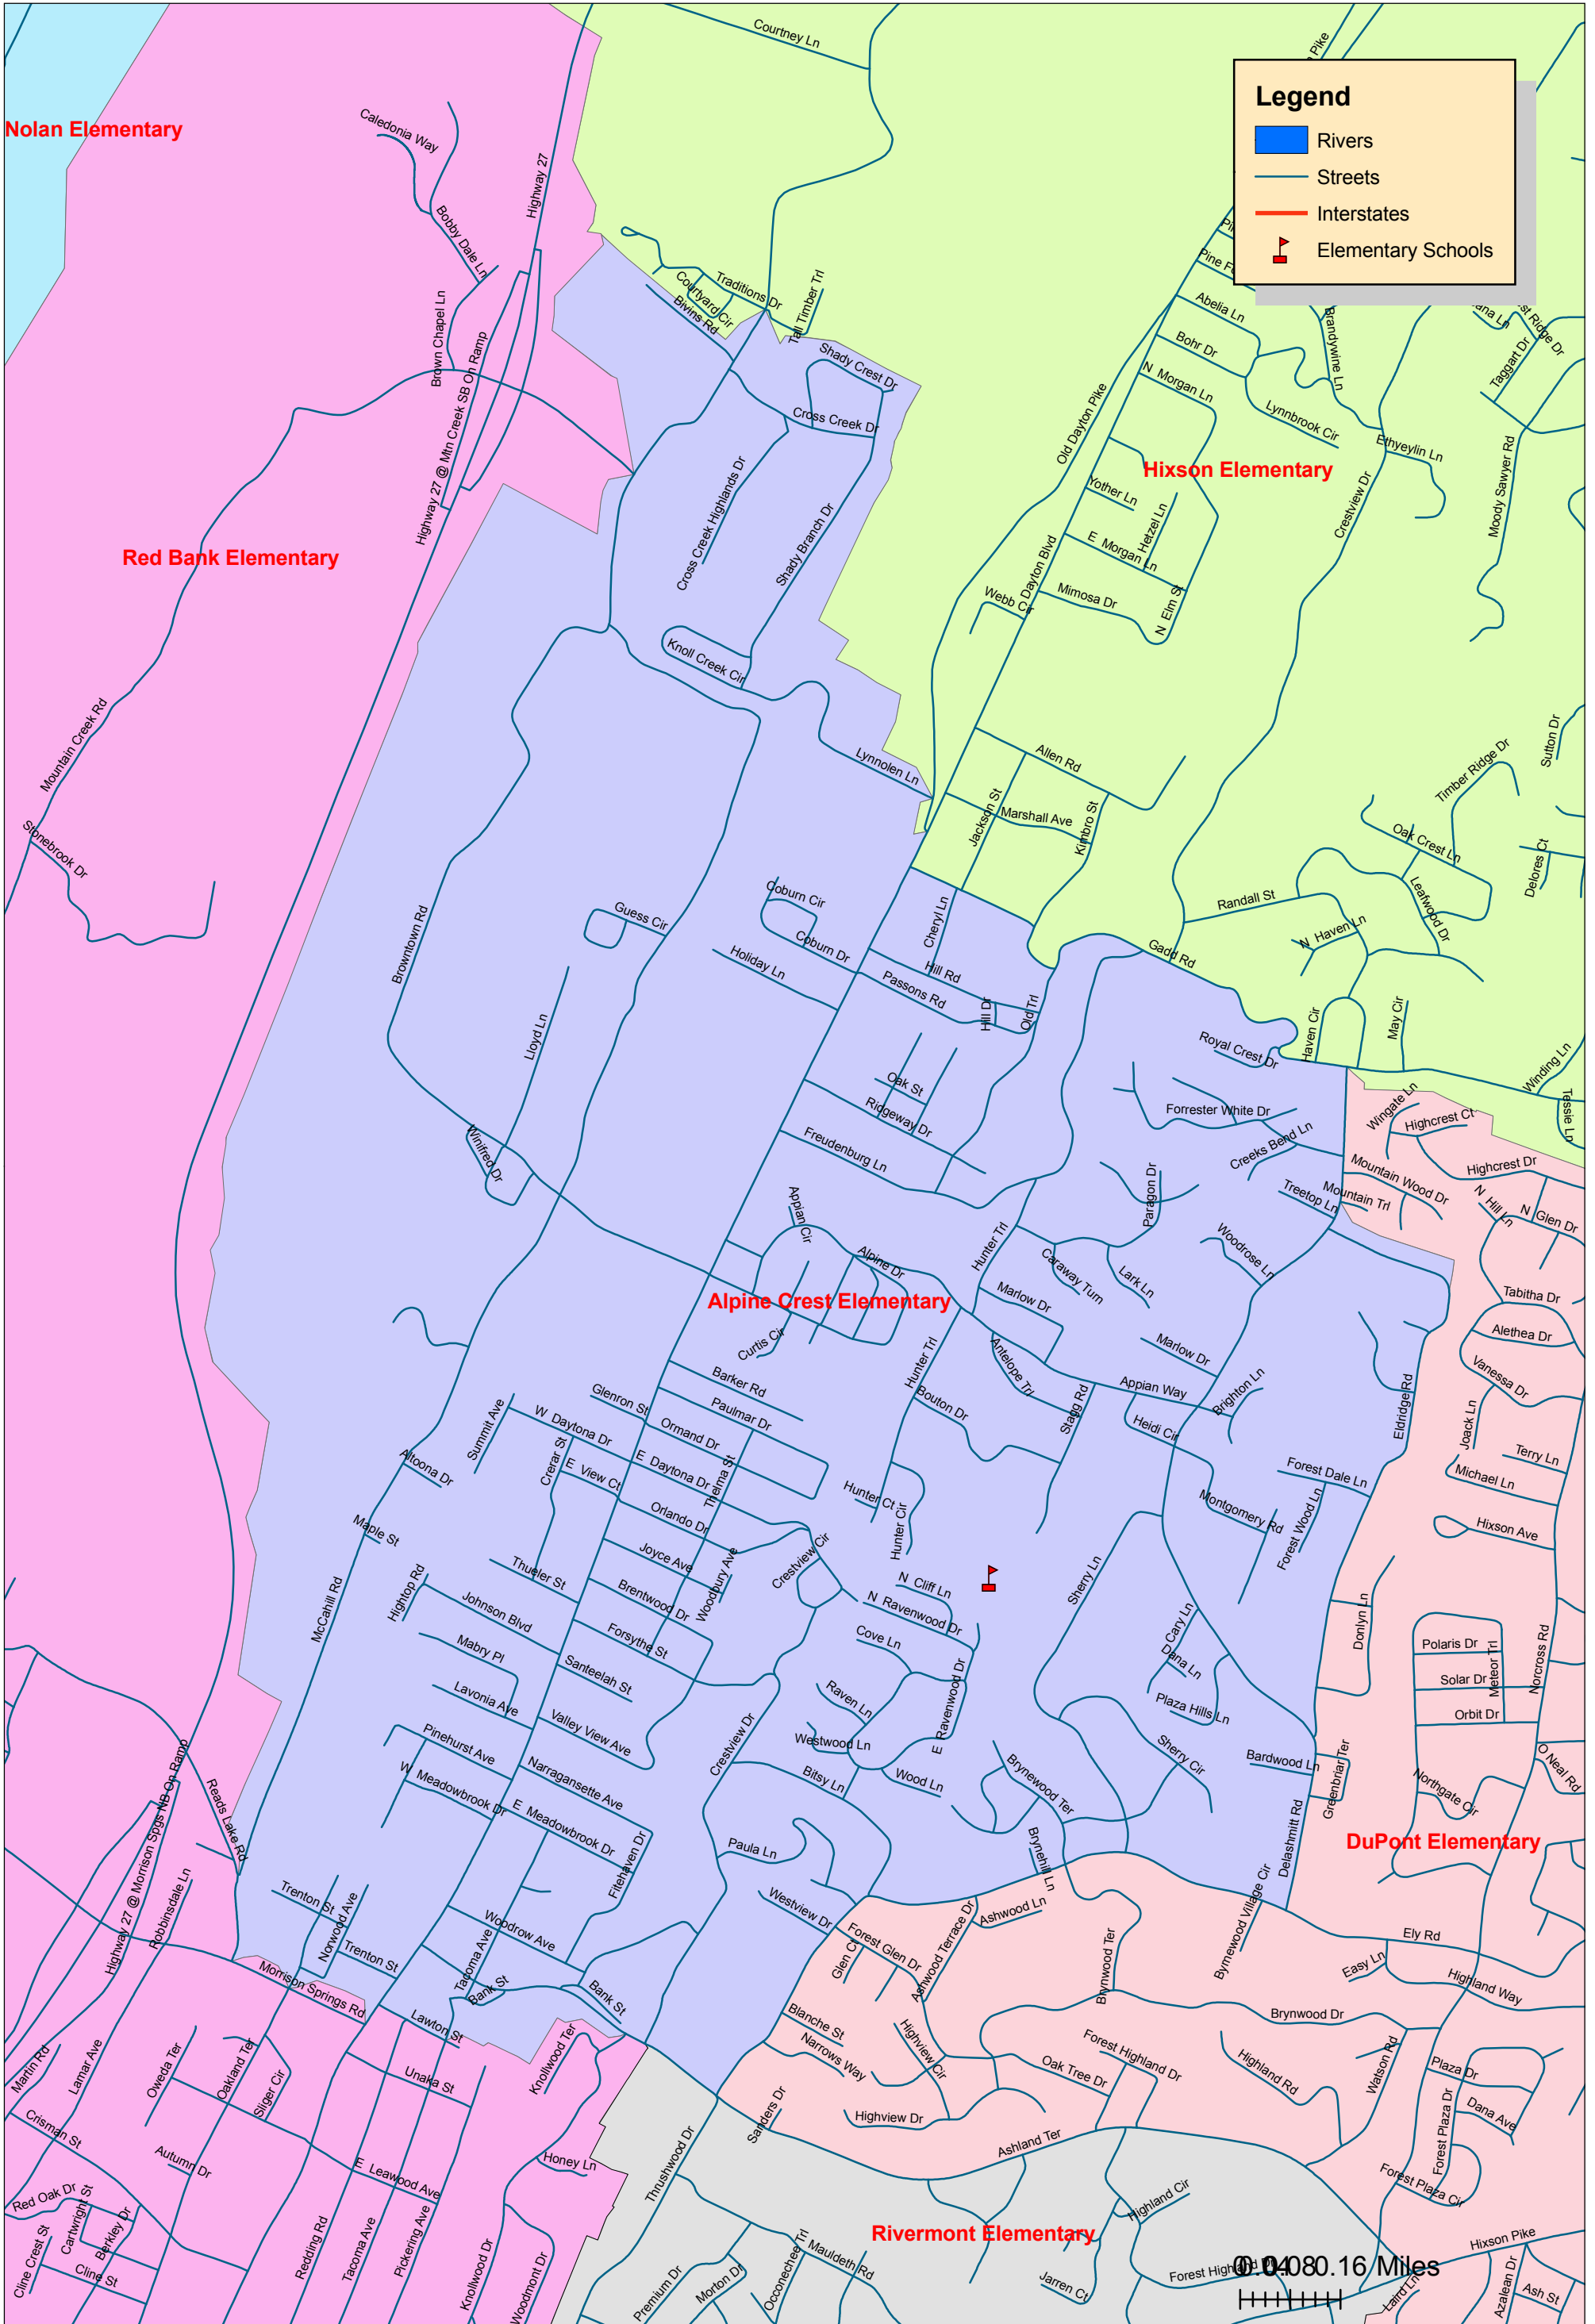 Courtney Ln
Legend
Rivers
Streets
Interstates
Elementary Schools
Nolan Elementary
Caledonia Way
Bobby Dale Ln
Highway 27
Brown Chapel Ln
Highway 27 @ Mtn Creek SB On Ramp
Courtyard Cir
Traditions Dr
Bivins Rd
Tall Timber Trl
Shady Crest Dr
Cross Creek Dr
Cross Creek Highlands Dr
Shady Branch Dr
Knoll Creek Cir
Lynnolen Ln
Abelia Ln
Bohr Dr
N Morgan Ln
Brandywine Ln
Lynnbrook Cir
Ethyeylin Ln
Taggart Dr
Old Dayton Pike
Hixson Elementary
Yother Ln
Hetzel Ln
E Morgan Ln
Mimosa Dr
N Elm St
Webb Cir
Dayton Blvd
Crestview Dr
Moody Sawyer Rd
Red Bank Elementary
Mountain Creek Rd
Stonebrook Dr
Allen Rd
Jackson St
Marshall Ave
Kimbro St
Sutton Dr
Timber Ridge Dr
Oak Crest Ln
Delores Ct
Leafwood Dr
Randall St
N Haven Ln
Gadd Rd
Haven Cir
May Cir
Winding Ln
Tessie Ln
Browntown Rd
Guess Cir
Lloyd Ln
Winifred Dr
Coburn Cir
Coburn Dr
Holiday Ln
Cheryl Ln
Hill Rd
Passons Rd
Hill Dr
Old Trl
Oak St
Ridgeway Dr
Freudenburg Ln
Royal Crest Dr
Forrester White Dr
Creeks Bend Ln
Treetop Ln
Wingate Ln
Highcrest Ct
Highcrest Dr
Mountain Wood Dr
Mountain Trl
N Hill Ln
N Glen Dr
Tabitha Dr
Alethea Dr
Vanessa Dr
Joack Ln
Terry Ln
Michael Ln
Hixson Ave
Appian Cir
Alpine Dr
Alpine Crest Elementary
Curtis Cir
Hunter Trl
Caraway Turn
Lark Ln
Paragon Dr
Woodrose Ln
Marlow Dr
Marlow Dr
Antelope Trl
Hunter Trl
Bouton Dr
Stagg Rd
Appian Way
Heidi Cir
Brighton Ln
Eldridge Rd
Forest Dale Ln
Forest Wood Ln
Montgomery Rd
Barker Rd
Paulmar Dr
Glenron St
Ormand Dr
Summit Ave
W Daytona Dr
E Daytona Dr
Crerar St
E View Ct
Thelma St
Orlando Dr
Altoona Dr
Maple St
McCahill Rd
Hightop Rd
Thueler St
Joyce Ave
Brentwood Dr
Woodbury Ave
Crestview Cir
Hunter Ct
Hunter Cir
N Cliff Ln
N Ravenwood Dr
Cove Ln
E Ravenwood Dr
Raven Ln
Westwood Ln
Wood Ln
Bitsy Ln
Sherry Ln
Cary Ln
Dana Ln
Plaza Hills Ln
Sherry Cir
Brynewood Ter
Brynehill Ln
Bardwood Ln
Greenbriar Ter
Delashmitt Rd
Donlyn Ln
Polaris Dr
Solar Dr
Meteor Trl
Orbit Dr
Norcross Rd
O Neal Rd
Northgate Cir
DuPont Elementary
Johnson Blvd
Mabry Pl
Lavonia Ave
Forsythe St
Santeelah St
Valley View Ave
Pinehurst Ave
Narragansette Ave
W Meadowbrook Dr
E Meadowbrook Dr
Fitehaven Dr
Crestview Dr
Paula Ln
Westview Dr
Reads Lake Rd
Highway 27 @ Morrison Spgs NB On Ramp
Robbinsdale Ln
Trenton St
Norwood Ave
Trenton St
Woodrow Ave
Tacoma Ave
Bank St
Bank St
Morrison Springs Rd
Lawton St
Forest Glen Dr
Glen Ct
Ashwood Terrace Dr
Ashwood Ln
Brynwood Ter
Byrnewood Village Cir
Ely Rd
Easy Ln
Highland Way
Brynwood Dr
Blanche St
Narrows Way
Highview Cir
Highview Dr
Oak Tree Dr
Forest Highland Dr
Highland Rd
Watson Rd
Plaza Dr
Dana Ave
Forest Plaza Dr
Forest Plaza Cir
Martin Rd
Lamar Ave
Crisman St
Oweda Ter
Oakland Ter
Sliger Cir
Autumn Dr
Unaka St
Knollwood Ter
Honey Ln
E Leawood Ave
Red Oak Dr
Cartwright St
Berkley Dr
Cline Crest St
Cline St
Redding Rd
Tacoma Ave
Pickering Ave
Knollwood Dr
Woodmont Dr
Thrushwood Dr
Sanders Dr
Ashland Ter
Rivermont Elementary
Highland Cir
Premium Dr
Morton Dr
Occonechee Trl
Mauldeth Rd
Jarren Ct
Laird Ln
Hixson Pike
Azalean Dr
Ash St
0.16 Miles